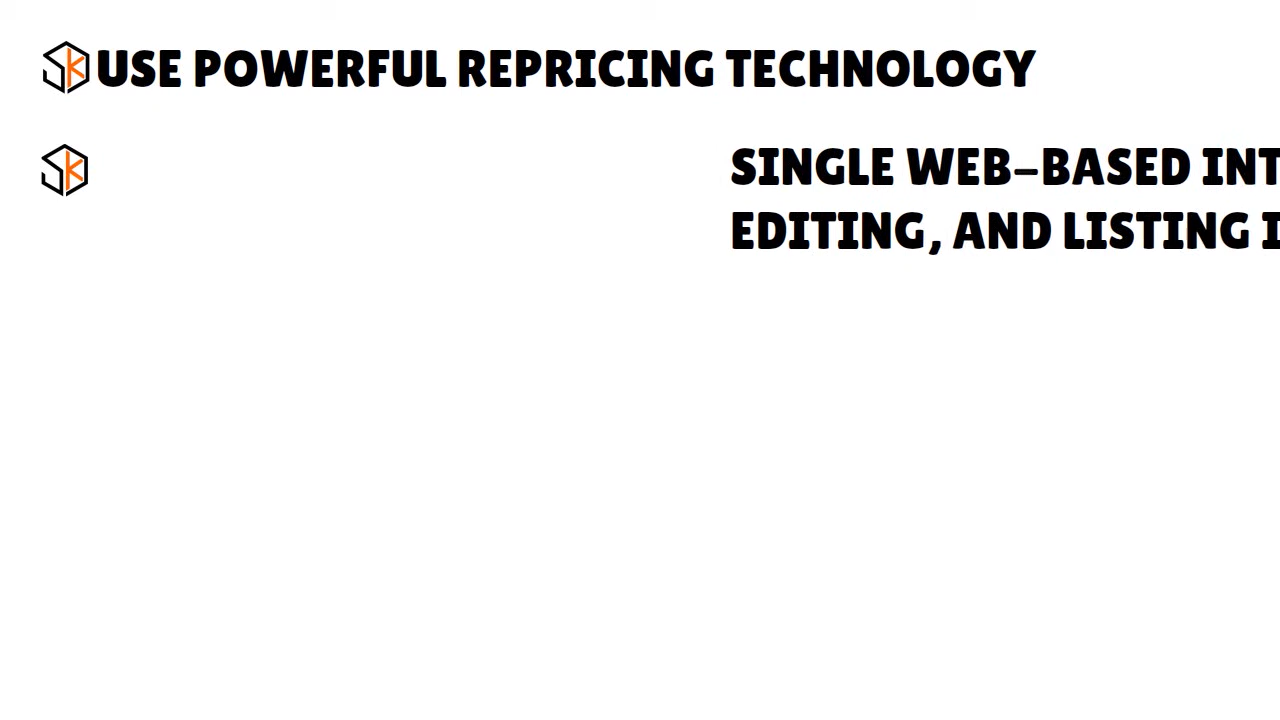 USE POWERFUL REPRICING TECHNOLOGY
SINGLE WEB-BASED
EDITING, AND LISTING